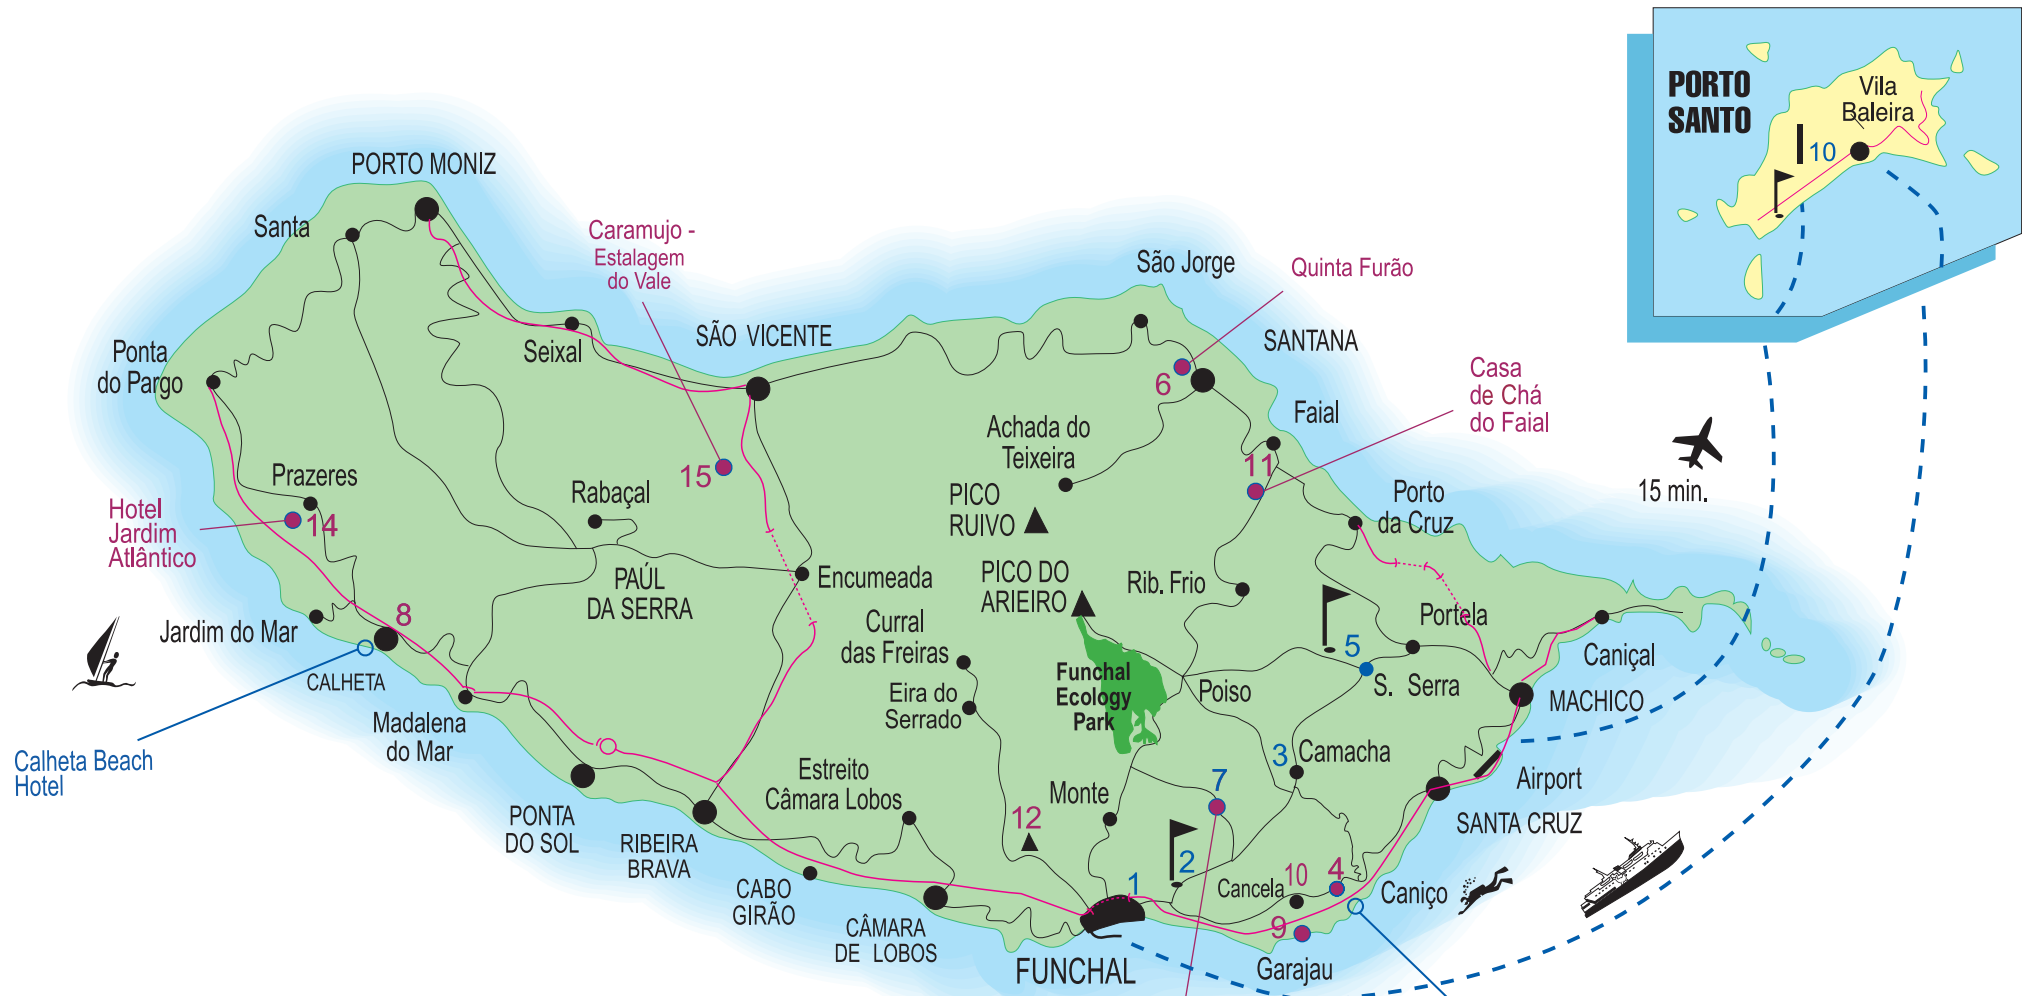 PORTO
SANTO
Vila
Baleira
10
PORTO MONIZ
Santa
Caramujo -
Estalagem
do Vale
São Jorge
Quinta Furão
SÃO VICENTE
SANTANA
Seixal
Ponta
do Pargo
6
Casa
de Chá
do Faial
Faial
Achada do
Teixeira
11
15
Prazeres
Rabaçal
PICO
RUIVO
Porto
da Cruz
15 min.
Hotel
Jardim
Atlântico
14
PAÚL
DA SERRA
Encumeada
PICO DO
ARIEIRO
Rib. Frio
Portela
8
Jardim do Mar
Curral
das Freiras
5
Caniçal
CALHETA
Funchal
Ecology
Park
Eira do
Serrado
Poiso
S. Serra
MACHICO
Madalena
do Mar
Calheta Beach
Hotel
3
Camacha
7
Airport
Estreito
Câmara Lobos
Monte
PONTA
DO SOL
RIBEIRA
BRAVA
12
SANTA CRUZ
2
CABO
GIRÃO
1
Cancela
10
4
Caniço
9
CÂMARA
DE LOBOS
FUNCHAL
Garajau